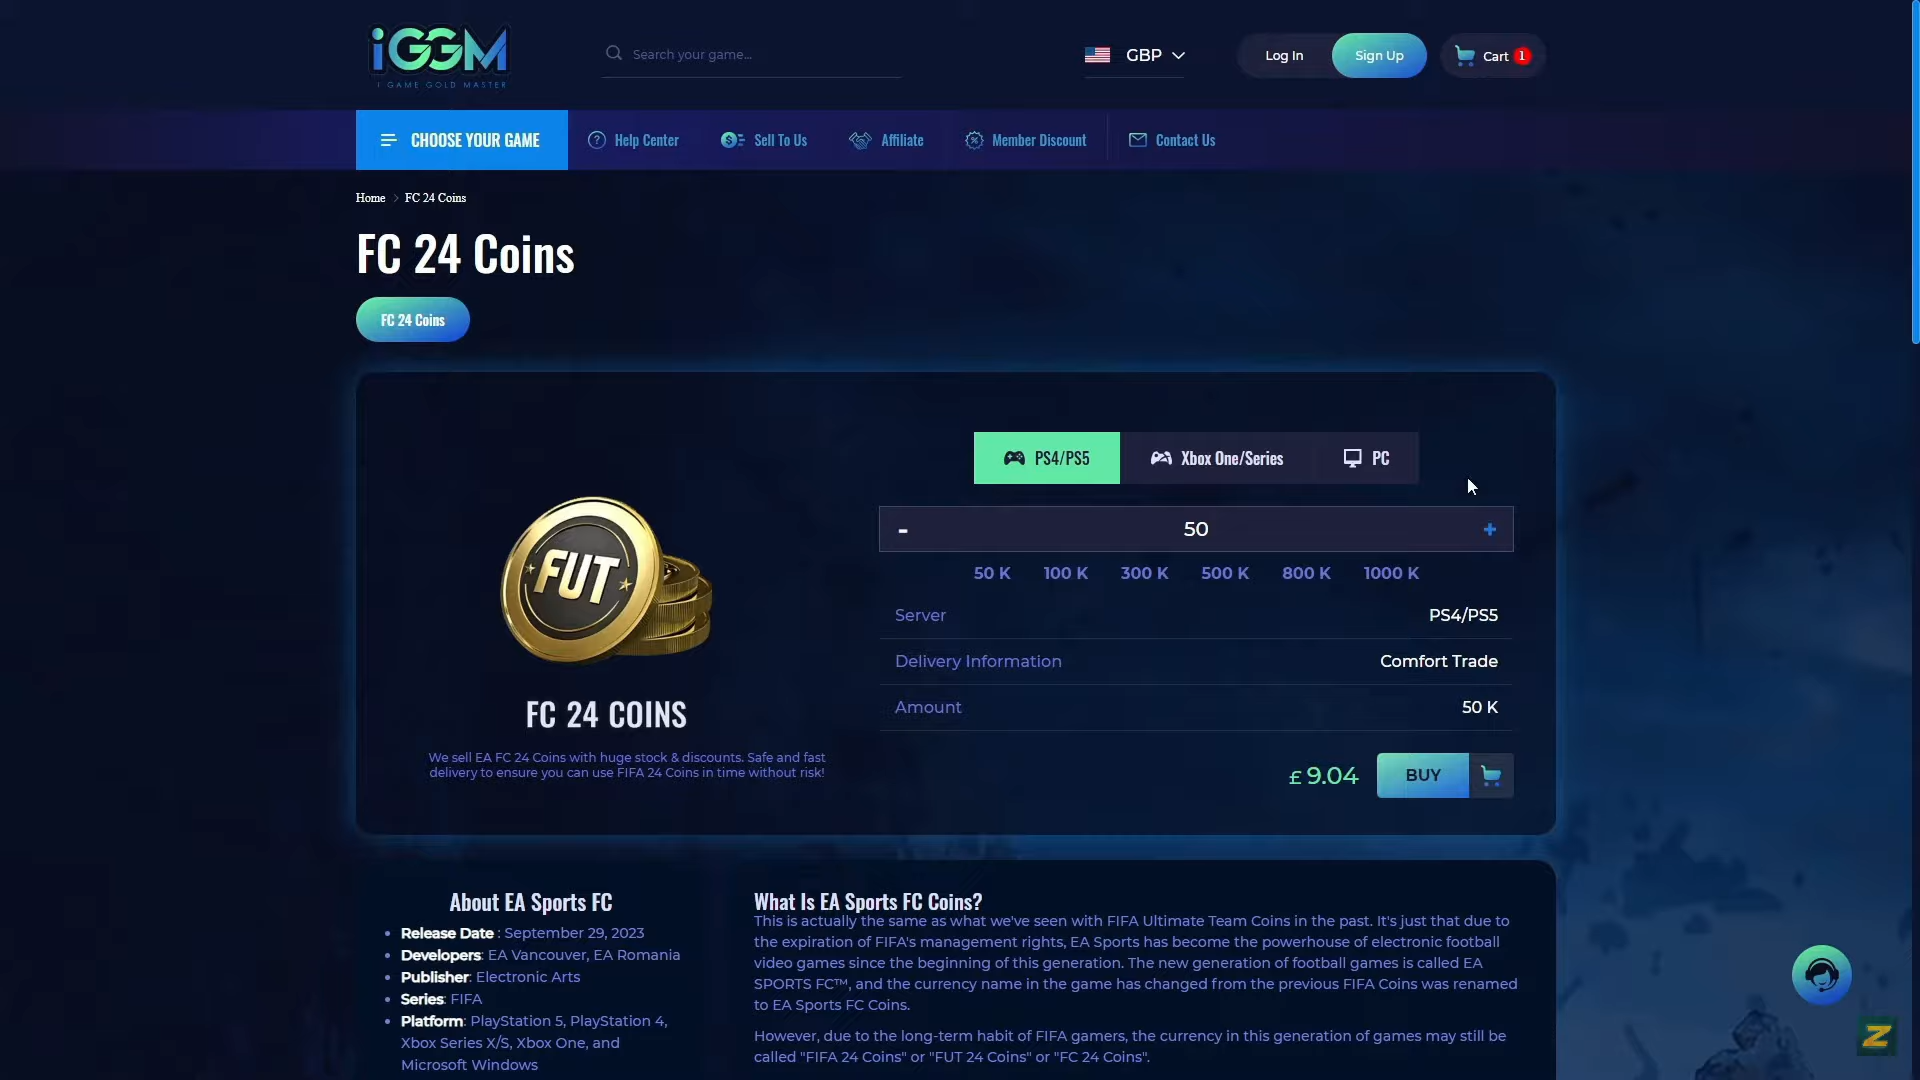 iGGM
I GAME GOLD MASTER
Search your game...
GBP
Log In
Sign Up
Cart
1
CHOOSE YOUR GAME
Help Center
Sell To Us
Affiliate
Member Discount
Contact Us
Home > FC 24 Coins
FC 24 Coins
FC 24 Coins
PS4/PS5
Xbox One/Series
PC
- 50 +
50 K 100 K 300 K 500 K 800 K 1000 K
Server PS4/PS5
Delivery Information Comfort Trade
Amount 50 K
£ 9.04
BUY
FUT
FC 24 COINS
We sell EA FC 24 Coins with huge stock & discounts. Safe and fast
delivery to ensure you can use FIFA 24 Coins in time without risk!
About EA Sports FC
• Release Date : September 29, 2023
• Developers: EA Vancouver, EA Romania
• Publisher: Electronic Arts
• Series: FIFA
• Platform: PlayStation 5, PlayStation 4,
Xbox Series X/S, Xbox One, and
Microsoft Windows
What Is EA Sports FC Coins?
This is actually the same as what we've seen with FIFA Ultimate Team Coins in the past. It's just that due to
the expiration of FIFA's management rights, EA Sports has become the powerhouse of electronic football
video games since the beginning of this generation. The new generation of football games is called EA
SPORTS FC™, and the currency name in the game has changed from the previous FIFA Coins was renamed
to EA Sports FC Coins.
However, due to the long-term habit of FIFA gamers, the currency in this generation of games may still be
called "FIFA 24 Coins" or "FUT 24 Coins" or "FC 24 Coins".
Z